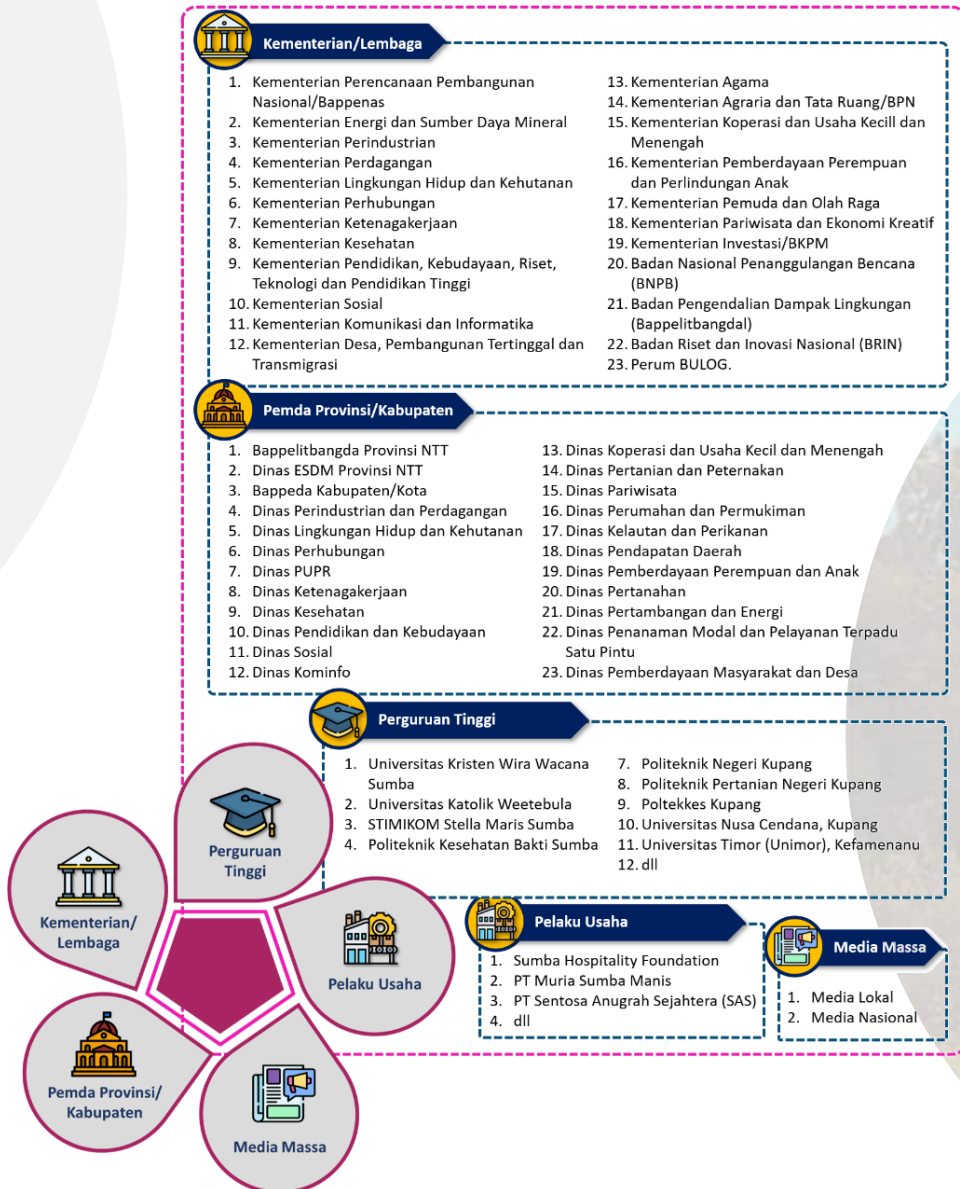 Kementerian/Lembaga
1. Kementerian Perencanaan Pembangunan
Nasional/Bappenas
2. Kementerian Energi dan Sumber Daya Mineral
3. Kementerian Perindustrian
4. Kementerian Perdagangan
5. Kementerian Lingkungan Hidup dan Kehutanan
6. Kementerian Perhubungan
7. Kementerian Ketenagakerjaan
8. Kementerian Kesehatan
9. Kementerian Pendidikan, Kebudayaan, Riset,
Teknologi dan Pendidikan Tinggi
10. Kementerian Sosial
11. Kementerian Komunikasi dan Informatika
12. Kementerian Desa, Pembangunan Tertinggal dan
Transmigrasi
13. Kementerian Agama
14. Kementerian Agraria dan Tata Ruang/BPN
15. Kementerian Koperasi dan Usaha Kecill dan
Menengah
16. Kementerian Pemberdayaan Perempuan
dan Perlindungan Anak
17. Kementerian Pemuda dan Olah Raga
18. Kementerian Pariwisata dan Ekonomi Kreatif
19. Kementerian Investasi/BKPM
20. Badan Nasional Penanggulangan Bencana
(BNPB)
21. Badan Pengendalian Dampak Lingkungan
(Bappelitbangdal)
22. Badan Riset dan Inovasi Nasional (BRIN)
23. Perum BULOG.
Pemda Provinsi/Kabupaten
1. Bappelitbangda Provinsi NTT
2. Dinas ESDM Provinsi NTT
3. Bappeda Kabupaten/Kota
4. Dinas Perindustrian dan Perdagangan
5. Dinas Lingkungan Hidup dan Kehutanan
6. Dinas Perhubungan
7. Dinas PUPR
8. Dinas Ketenagakerjaan
9. Dinas Kesehatan
10. Dinas Pendidikan dan Kebudayaan
11. Dinas Sosial
12. Dinas Kominfo
13. Dinas Koperasi dan Usaha Kecil dan Menengah
14. Dinas Pertanian dan Peternakan
15. Dinas Pariwisata
16. Dinas Perumahan dan Permukiman
17. Dinas Kelautan dan Perikanan
18. Dinas Pendapatan Daerah
19. Dinas Pemberdayaan Perempuan dan Anak
20. Dinas Pertanahan
21. Dinas Pertambangan dan Energi
22. Dinas Penanaman Modal dan Pelayanan Terpadu
Satu Pintu
23. Dinas Pemberdayaan Masyarakat dan Desa
Perguruan Tinggi
1. Universitas Kristen Wira Wacana
Sumba
2. Universitas Katolik Weetebula
3. STIMIKOM Stella Maris Sumba
4. Politeknik Kesehatan Bakti Sumba
7. Politeknik Negeri Kupang
8. Politeknik Pertanian Negeri Kupang
9. Poltekkes Kupang
10. Universitas Nusa Cendana, Kupang
11. Universitas Timor (Unimor), Kefamenanu
12. dll
Pelaku Usaha
1. Sumba Hospitality Foundation
2. PT Muria Sumba Manis
3. PT Sentosa Anugrah Sejahtera (SAS)
4. dll
Media Massa
1. Media Lokal
2. Media Nasional
Perguruan
Tinggi
Kementerian/
Lembaga
Pelaku Usaha
Pemda Provinsi/
Kabupaten
Media Massa